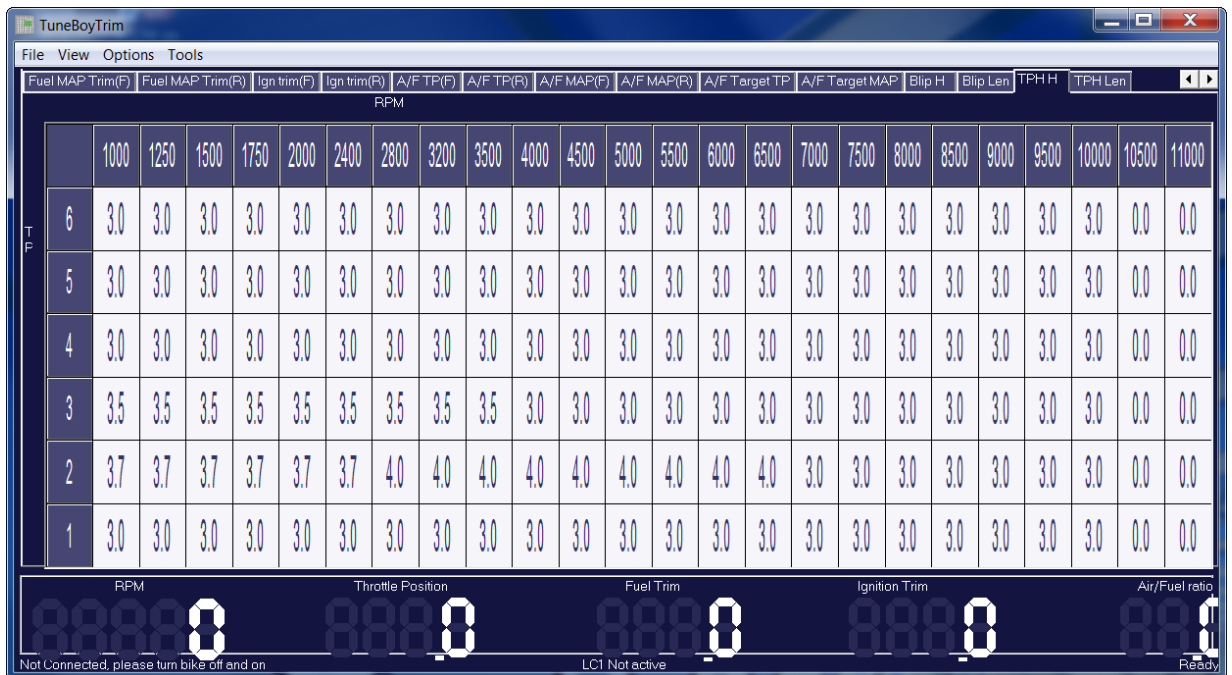 TuneBoyTrim
File View Options Tools
Fuel MAP Trim(F) Fuel MAP Trim(R) Ign trim(F) Ign trim(R) A/F TP(F) A/F TP(R) A/F MAP(F) A/F MAP(R) A/F Target TP A/F Target MAP Blip H Blip Len TPH H TPH Len
RPM
1000 1250 1500 1750 2000 2400 2800 3200 3500 4000 4500 5000 5500 6000 6500 7000 7500 8000 8500 9000 9500 10000 10500 11000
TP
6 3.0 3.0 3.0 3.0 3.0 3.0 3.0 3.0 3.0 3.0 3.0 3.0 3.0 3.0 3.0 3.0 3.0 3.0 3.0 3.0 3.0 3.0 0.0 0.0
5 3.0 3.0 3.0 3.0 3.0 3.0 3.0 3.0 3.0 3.0 3.0 3.0 3.0 3.0 3.0 3.0 3.0 3.0 3.0 3.0 3.0 3.0 0.0 0.0
4 3.0 3.0 3.0 3.0 3.0 3.0 3.0 3.0 3.0 3.0 3.0 3.0 3.0 3.0 3.0 3.0 3.0 3.0 3.0 3.0 3.0 3.0 0.0 0.0
3 3.5 3.5 3.5 3.5 3.5 3.5 3.5 3.5 3.5 3.0 3.0 3.0 3.0 3.0 3.0 3.0 3.0 3.0 3.0 3.0 3.0 3.0 0.0 0.0
2 3.7 3.7 3.7 3.7 3.7 3.7 4.0 4.0 4.0 4.0 4.0 4.0 4.0 4.0 4.0 3.0 3.0 3.0 3.0 3.0 3.0 3.0 0.0 0.0
1 3.0 3.0 3.0 3.0 3.0 3.0 3.0 3.0 3.0 3.0 3.0 3.0 3.0 3.0 3.0 3.0 3.0 3.0 3.0 3.0 3.0 3.0 0.0 0.0
RPM Throttle Position Fuel Trim Ignition Trim Air/Fuel ratio
0 .0 .0 .0
Not Connected, please turn bike off and on LC1 Not active Ready